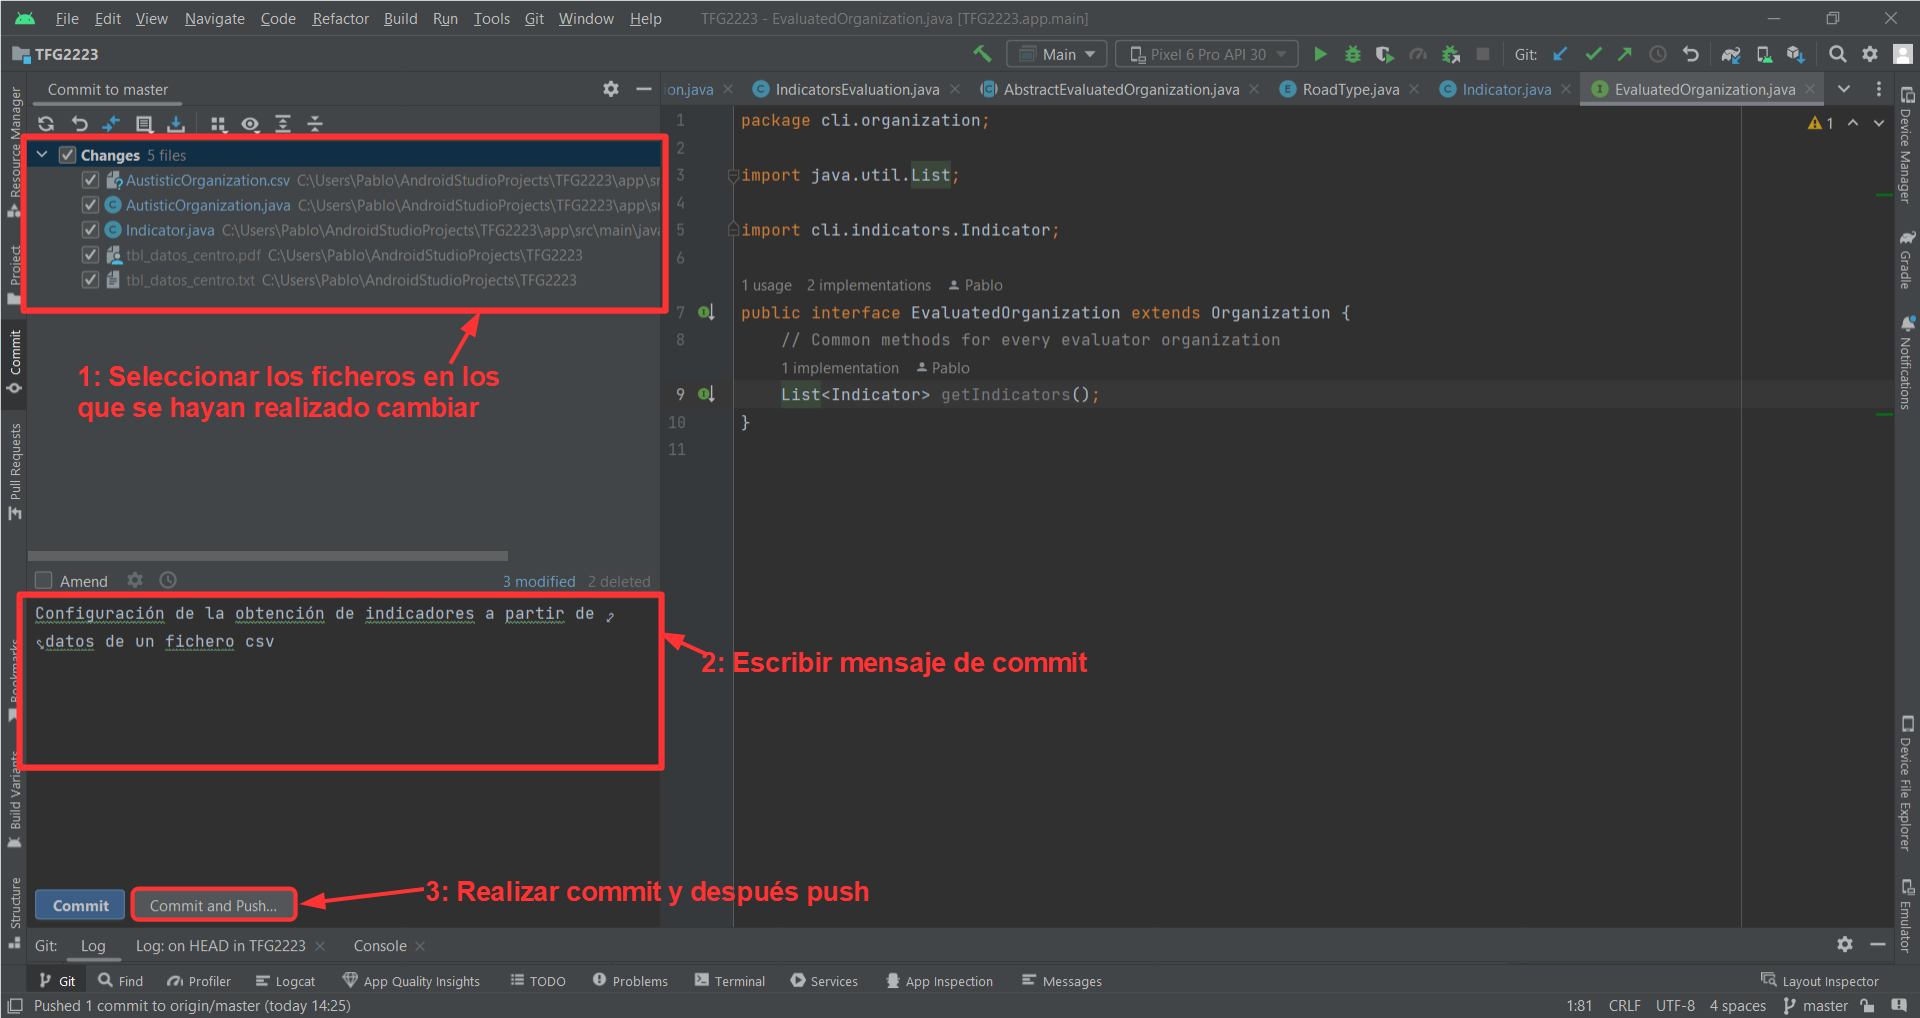 File Edit View Navigate Code Refactor Build Run Tools Git Window Help TFG2223 - EvaluatedOrganization.java [TFG2223.app.main]
TFG2223 Main Pixel 6 Pro API 30 Git:
Commit to master
ion.java IndicatorsEvaluation.java AbstractEvaluatedOrganization.java RoadType.java Indicator.java EvaluatedOrganization.java
Changes 5 files
AustisticOrganization.csv C:\Users\Pablo\AndroidStudioProjects\TFG2223\app\sr
AutisticOrganization.java C:\Users\Pablo\AndroidStudioProjects\TFG2223\app\sr
Indicator.java C:\Users\Pablo\AndroidStudioProjects\TFG2223\app\src\main\java
tbl_datos_centro.pdf C:\Users\Pablo\AndroidStudioProjects\TFG2223
tbl_datos_centro.txt C:\Users\Pablo\AndroidStudioProjects\TFG2223
1: Seleccionar los ficheros en los
que se hayan realizado cambiar
Amend 3 modified 2 deleted
Configuración de la obtención de indicadores a partir de
datos de un fichero csv
2: Escribir mensaje de commit
3: Realizar commit y después push
Commit Commit and Push...
1 package cli.organization;
2
3 import java.util.List;
4
5 import cli.indicators.Indicator;
6
1 usage 2 implementations Pablo
7 public interface EvaluatedOrganization extends Organization {
8 // Common methods for every evaluator organization
1 implementation Pablo
9 List<Indicator> getIndicators();
10 }
11
1
Resource Manager
Project
Commit
Pull Requests
Bookmarks
Build Variants
Structure
Device Manager
Gradle
Notifications
Device File Explorer
Emulator
Git: Log Log: on HEAD in TFG2223 Console
Git Find Profiler Logcat App Quality Insights TODO Problems Terminal Services App Inspection Messages Layout Inspector
Pushed 1 commit to origin/master (today 14:25) 1:81 CRLF UTF-8 4 spaces master